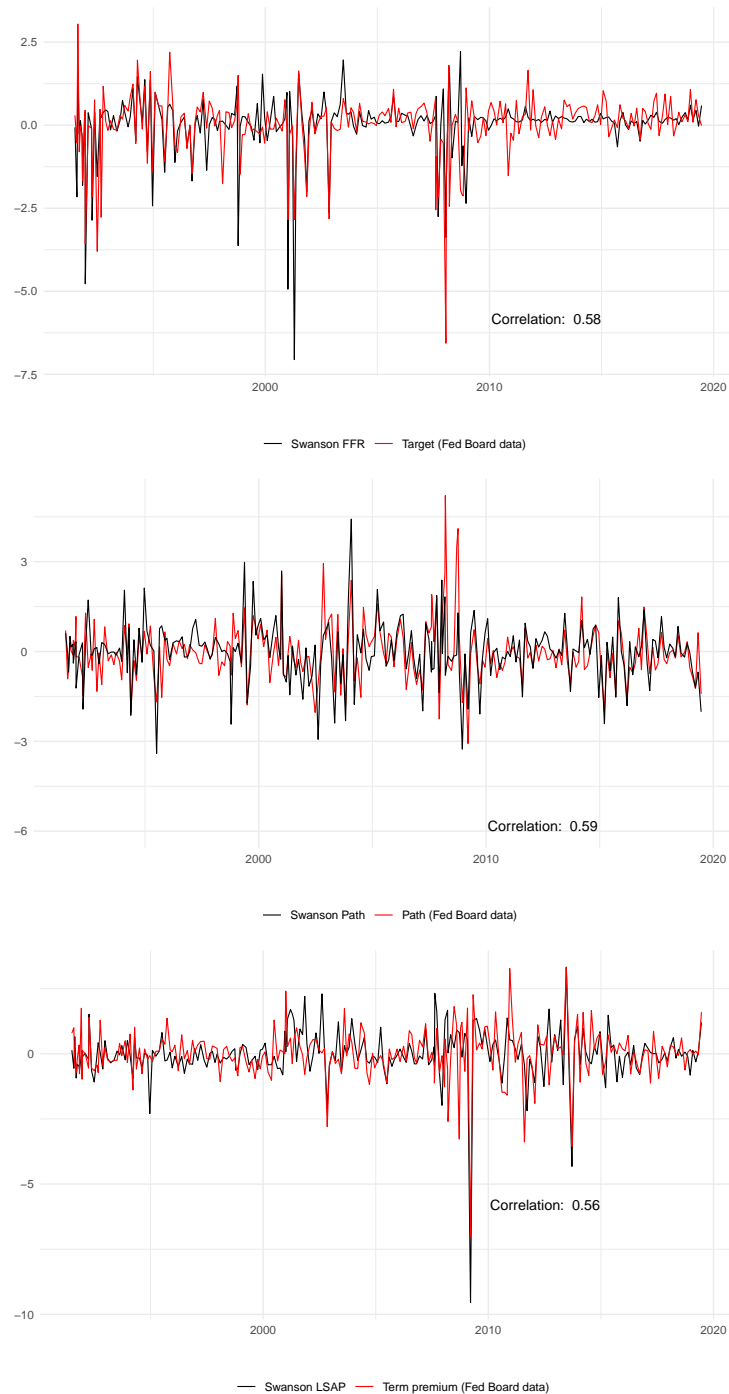 2.5
0.0
−2.5
−5.0
−7.5
Correlation:  0.58
2000
2010
2020
Swanson FFR
Target (Fed Board data)
3
0
−3
−6
Correlation:  0.59
2000
2010
2020
Swanson Path
Path (Fed Board data)
0
−5
−10
Correlation:  0.56
2000
2010
2020
Swanson LSAP
Term premium (Fed Board data)